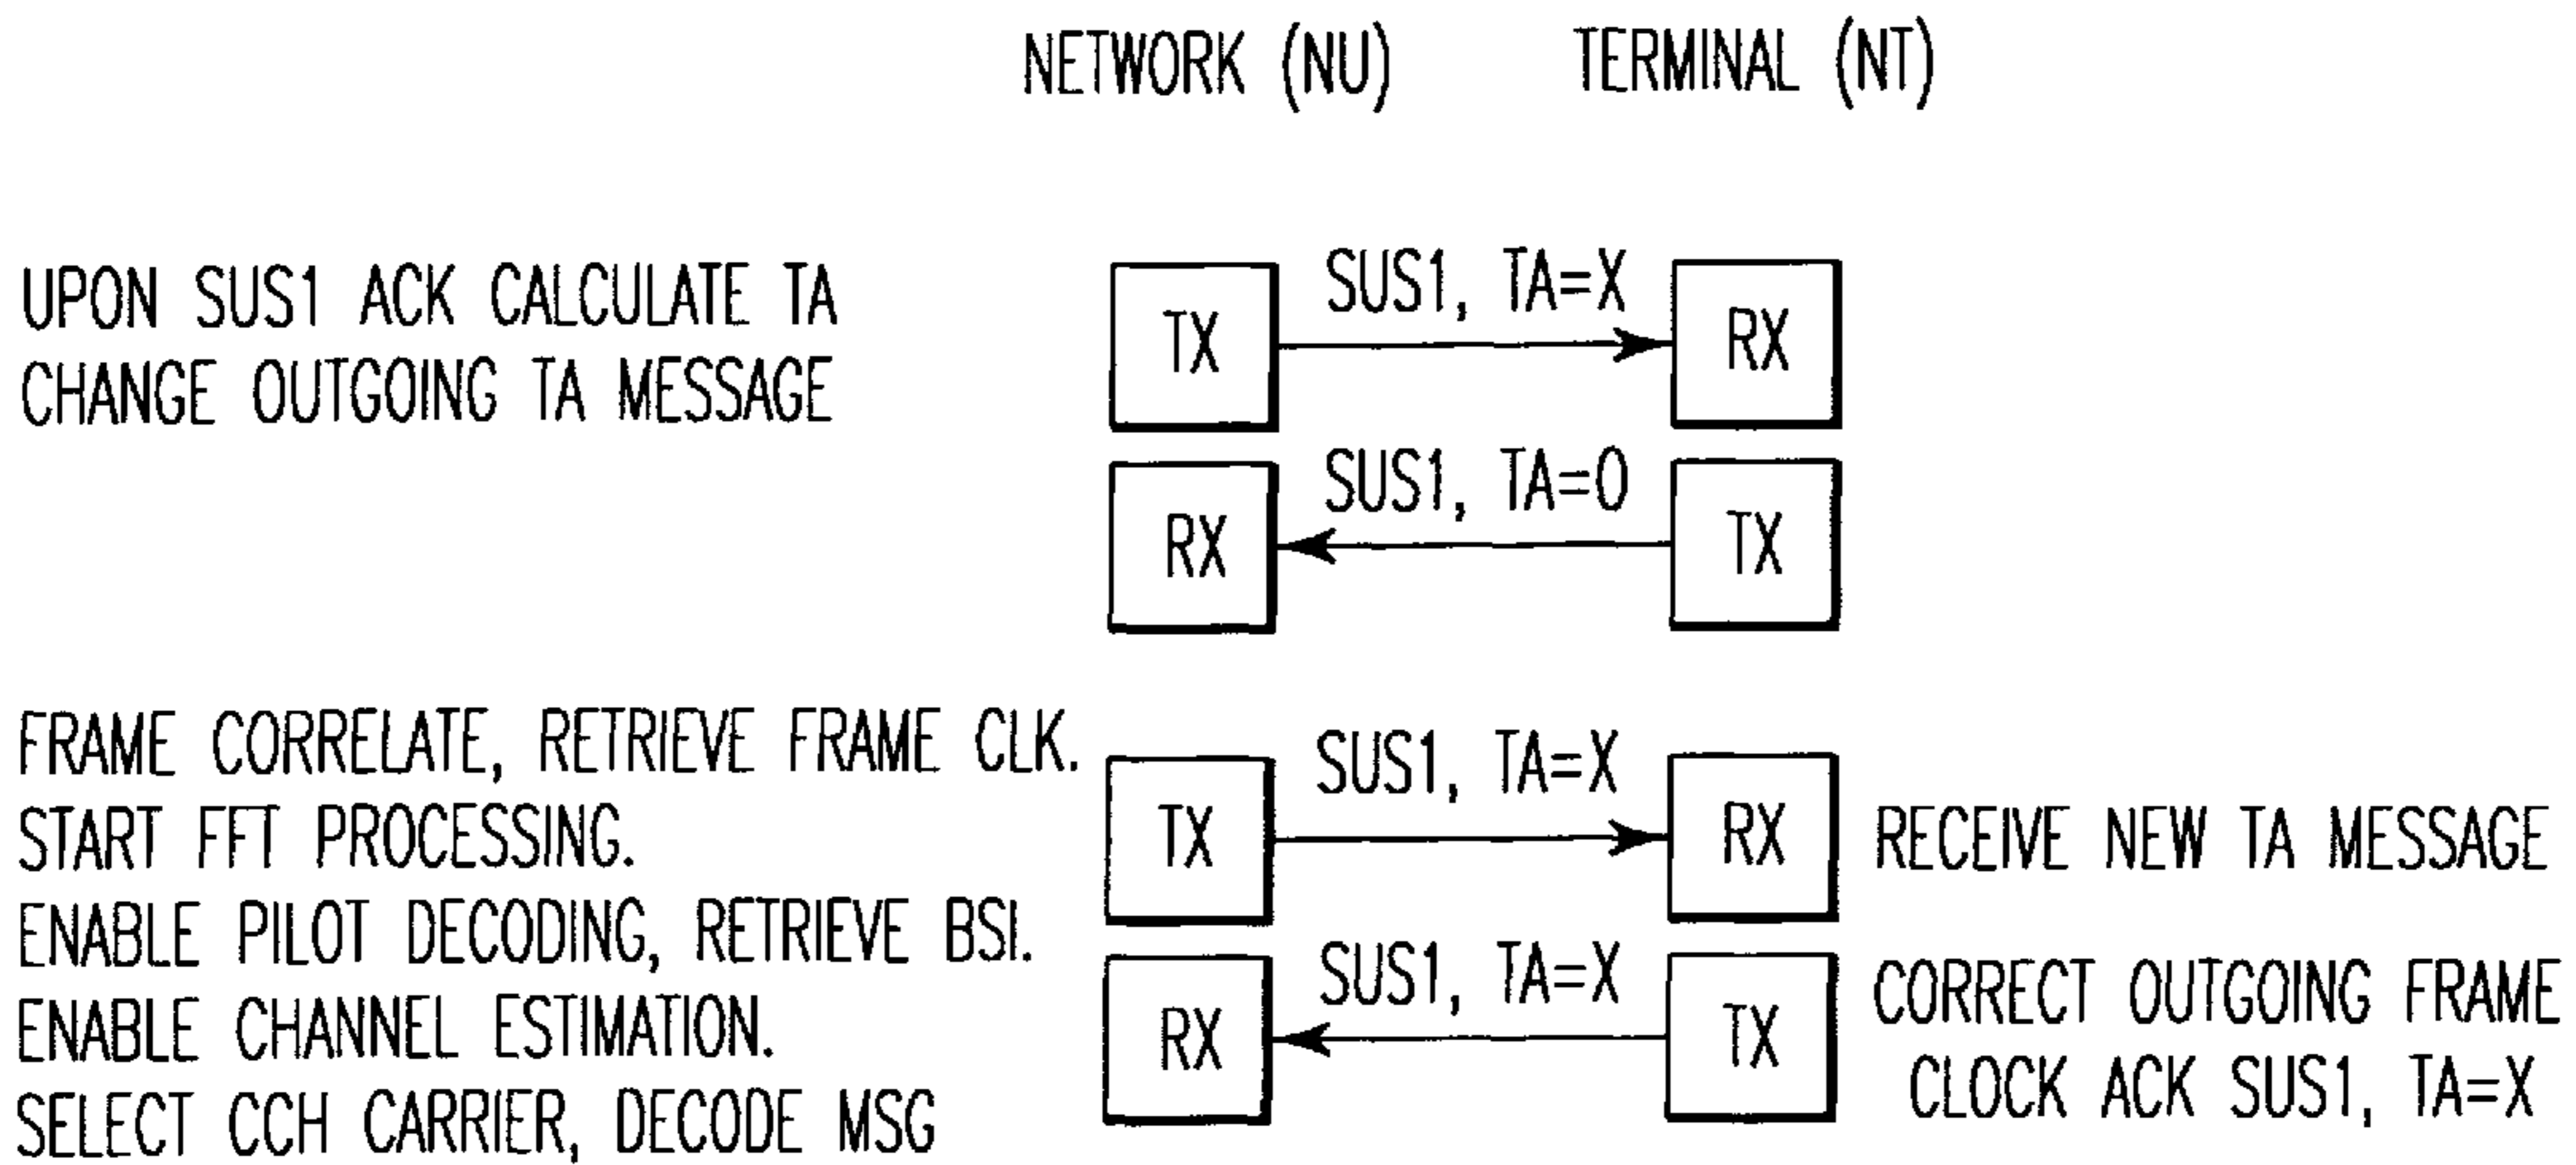 NETWORK (NU) TERMINAL (NT)
UPON SUS1 ACK CALCULATE TA
CHANGE OUTGOING TA MESSAGE
SUS1, TA=X
TX RX
SUS1, TA=0
RX TX
FRAME CORRELATE, RETRIEVE FRAME CLK.
START FFT PROCESSING.
ENABLE PILOT DECODING, RETRIEVE BSI.
ENABLE CHANNEL ESTIMATION.
SELECT CCH CARRIER, DECODE MSG
SUS1, TA=X
TX RX
RECEIVE NEW TA MESSAGE
SUS1, TA=X
RX TX
CORRECT OUTGOING FRAME
CLOCK ACK SUS1, TA=X